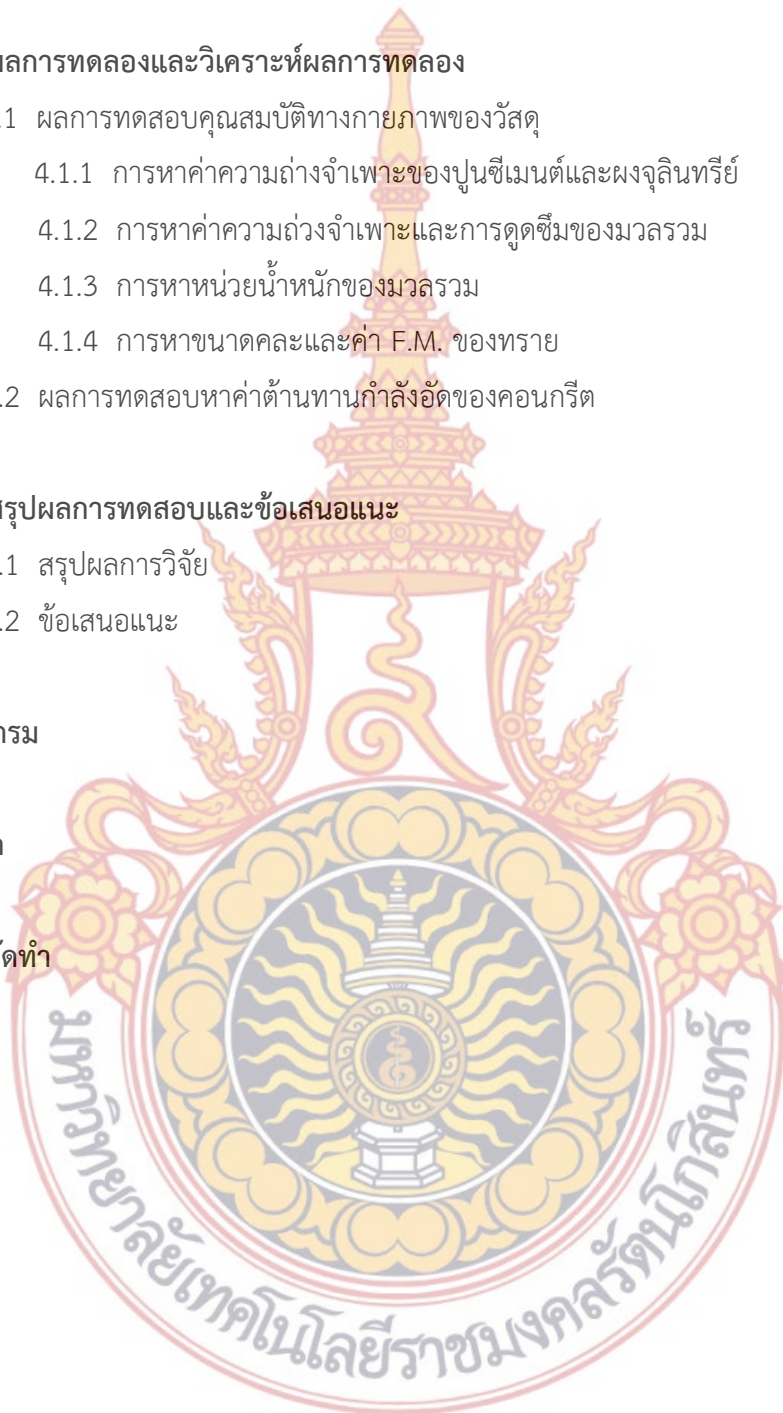 ผลการทดลองและวิเคราะห์ผลการทดลอง
.1 ผลการทดสอบคุณสมบัติทางกายภาพของวัสดุ
4.1.1 การหาค่าความถ่างจำเพาะของปูนซีเมนต์และผงจุลินทรีย์
4.1.2 การหาค่าความถ่วงจำเพาะและการดูดซึมของมวลรวม
4.1.3 การหาหน่วยน้ำหนักของมวลรวม
4.1.4 การหาขนาดคละและค่า F.M. ของทราย
.2 ผลการทดสอบหาค่าต้านทานกำลังอัดของคอนกรีต
สรุปผลการทดสอบและข้อเสนอแนะ
.1 สรุปผลการวิจัย
.2 ข้อเสนอแนะ
กรม
ัดทำ
มหาวิทยาลัยเทคโนโลยีราชมงคลรัตนโกสินทร์